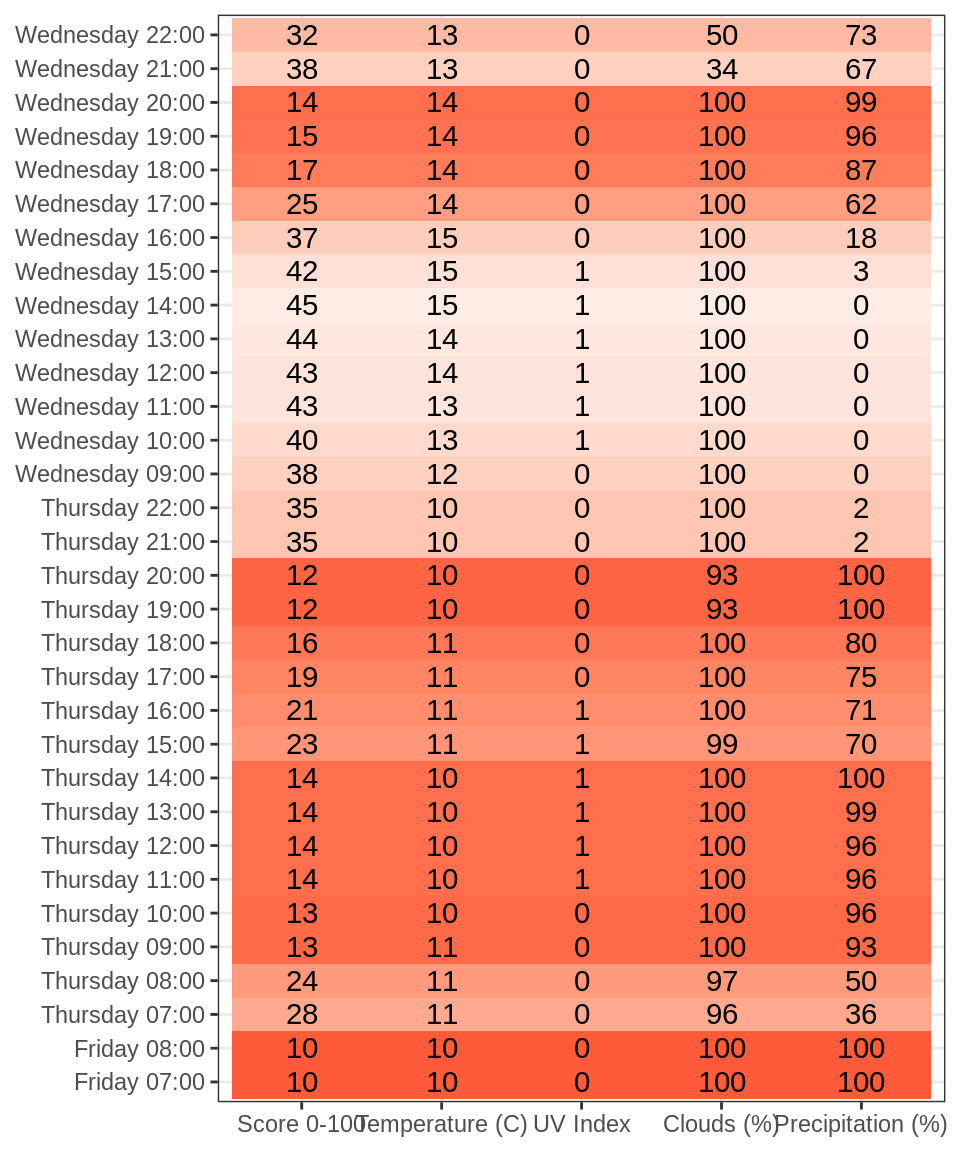 Wednesday 22:00 32 13 0 50 73
Wednesday 21:00 38 13 0 34 67
Wednesday 20:00 14 14 0 100 99
Wednesday 19:00 15 14 0 100 96
Wednesday 18:00 17 14 0 100 87
Wednesday 17:00 25 14 0 100 62
Wednesday 16:00 37 15 0 100 18
Wednesday 15:00 42 15 1 100 3
Wednesday 14:00 45 15 1 100 0
Wednesday 13:00 44 14 1 100 0
Wednesday 12:00 43 14 1 100 0
Wednesday 11:00 43 13 1 100 0
Wednesday 10:00 40 13 1 100 0
Wednesday 09:00 38 12 0 100 0
Thursday 22:00 35 10 0 100 2
Thursday 21:00 35 10 0 100 2
Thursday 20:00 12 10 0 93 100
Thursday 19:00 12 10 0 93 100
Thursday 18:00 16 11 0 100 80
Thursday 17:00 19 11 0 100 75
Thursday 16:00 21 11 1 100 71
Thursday 15:00 23 11 1 99 70
Thursday 14:00 14 10 1 100 100
Thursday 13:00 14 10 1 100 99
Thursday 12:00 14 10 1 100 96
Thursday 11:00 14 10 1 100 96
Thursday 10:00 13 10 0 100 96
Thursday 09:00 13 11 0 100 93
Thursday 08:00 24 11 0 97 50
Thursday 07:00 28 11 0 96 36
Friday 08:00 10 10 0 100 100
Friday 07:00 10 10 0 100 100
Score 0-100 Temperature (C) UV Index Clouds (%) Precipitation (%)